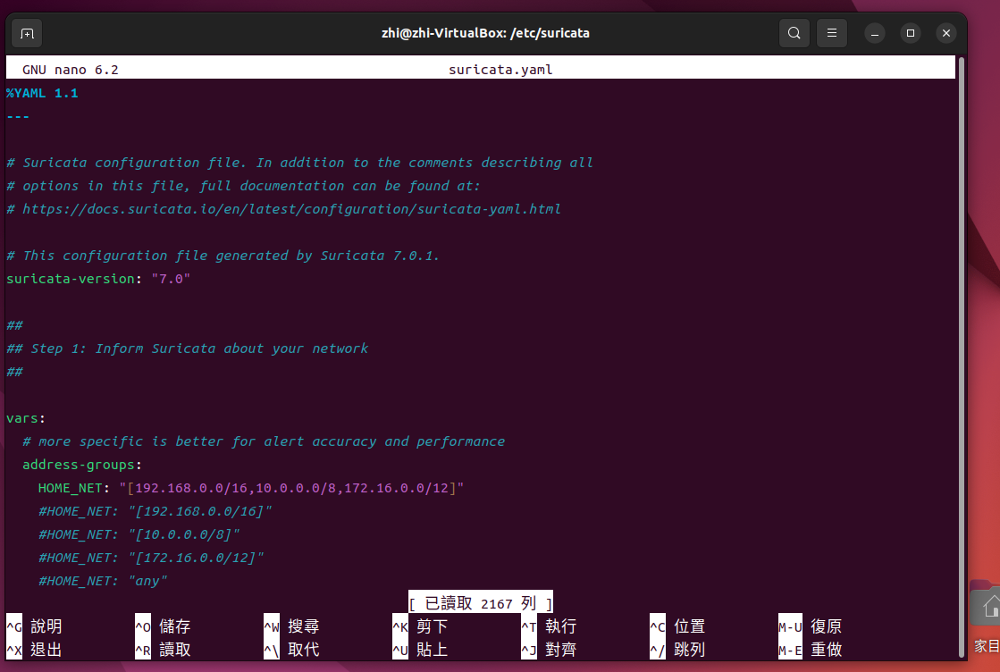 zhi@zhi-VirtualBox: /etc/suricata
GNU nano 6.2 suricata.yaml
%YAML 1.1
---
# Suricata configuration file. In addition to the comments describing all
# options in this file, full documentation can be found at:
# https://docs.suricata.io/en/latest/configuration/suricata-yaml.html
# This configuration file generated by Suricata 7.0.1.
suricata-version: "7.0"
##
## Step 1: Inform Suricata about your network
##
vars:
# more specific is better for alert accuracy and performance
address-groups:
HOME_NET: "[192.168.0.0/16,10.0.0.0/8,172.16.0.0/12]"
#HOME_NET: "[192.168.0.0/16]"
#HOME_NET: "[10.0.0.0/8]"
#HOME_NET: "[172.16.0.0/12]"
#HOME_NET: "any"
[ 已讀取 2167 列 ]
^G 說明 ^O 儲存 ^W 搜尋 ^K 剪下 ^T 執行 ^C 位置 M-U 復原
^X 退出 ^R 讀取 ^\ 取代 ^U 貼上 ^J 對齊 ^/ 跳列 M-E 重做
家目